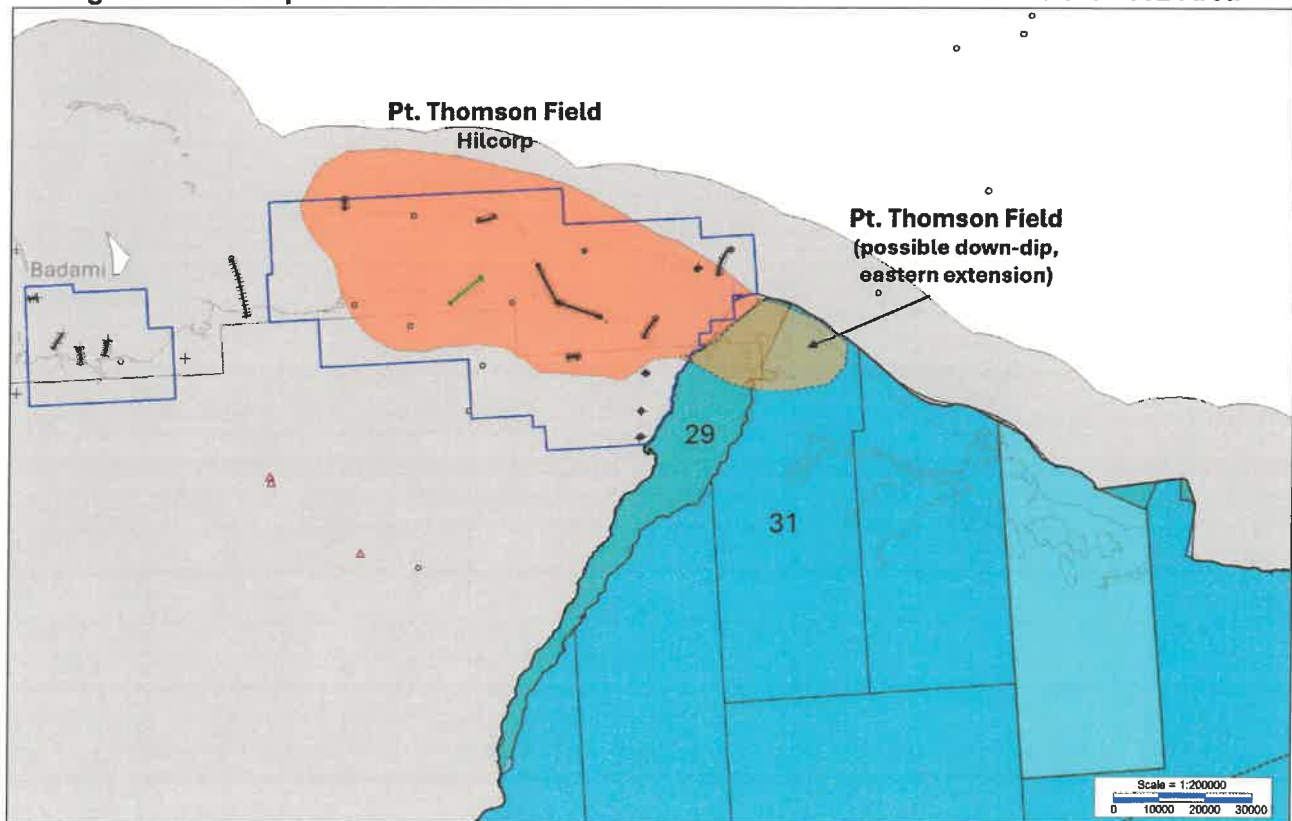 Pt. Thomson Field
Hilcorp
Pt. Thomson Field
(possible down-dip,
eastern extension)
Badami
29
31
Scale = 1:200000
0 10000 20000 30000